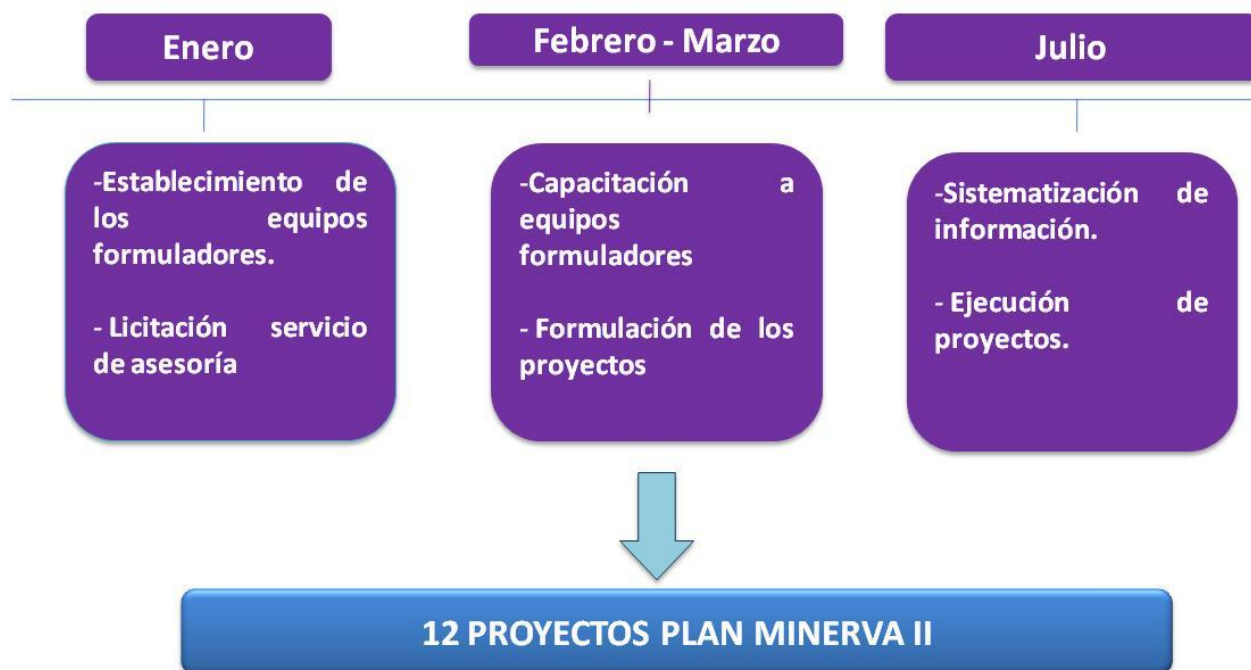 Enero
Febrero - Marzo
Julio
-Establecimiento de
los equipos
formuladores.
- Licitación servicio
de asesoría
-Capacitación a
equipos
formuladores
- Formulación de los
proyectos
-Sistematización de
información.
- Ejecución de
proyectos.
12 PROYECTOS PLAN MINERVA II